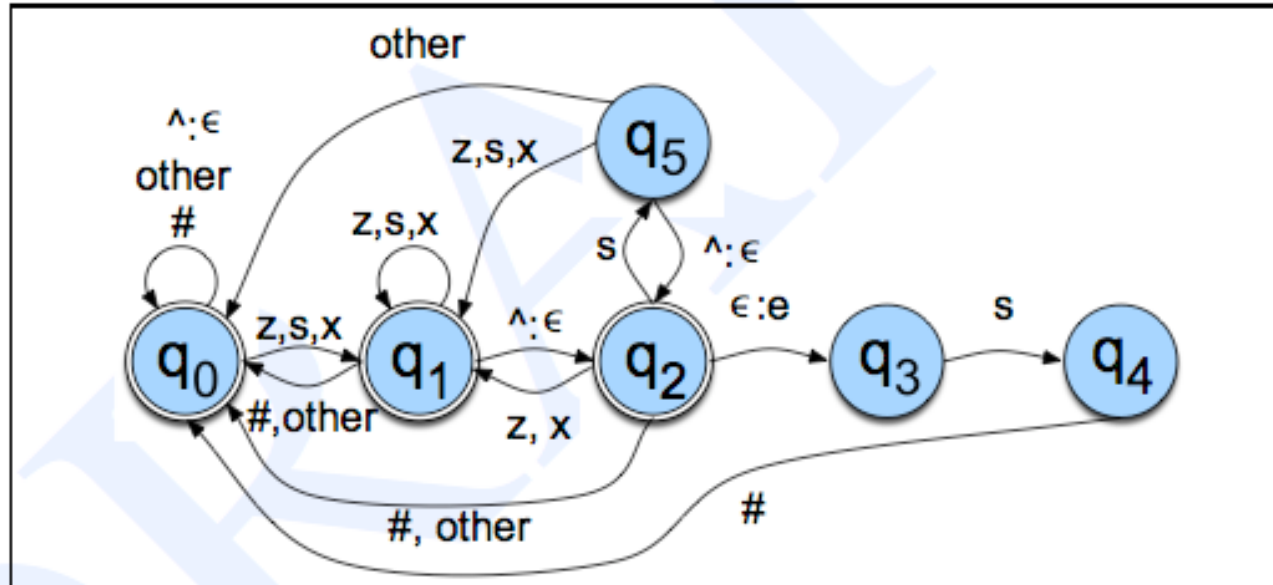 other
^:ϵ
other
#
q5
z,s,x
z,s,x
s
^:ϵ
ϵ:e
s
z,s,x
^:ϵ
q0
q1
q2
q3
q4
#,other
z, x
#, other
#